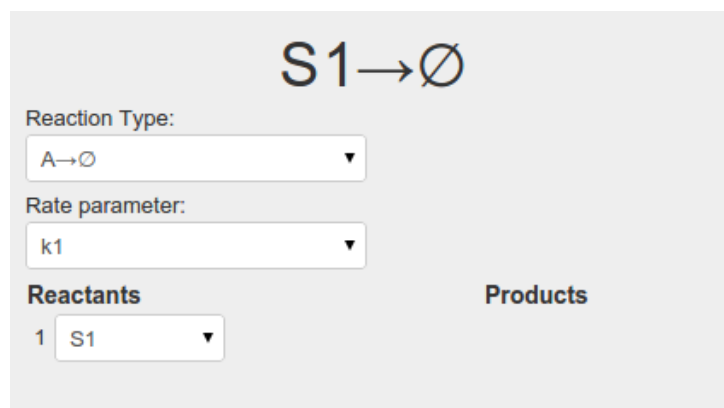 S1→∅
Reaction Type:
A→∅
Rate parameter:
k1
Reactants Products
1 S1